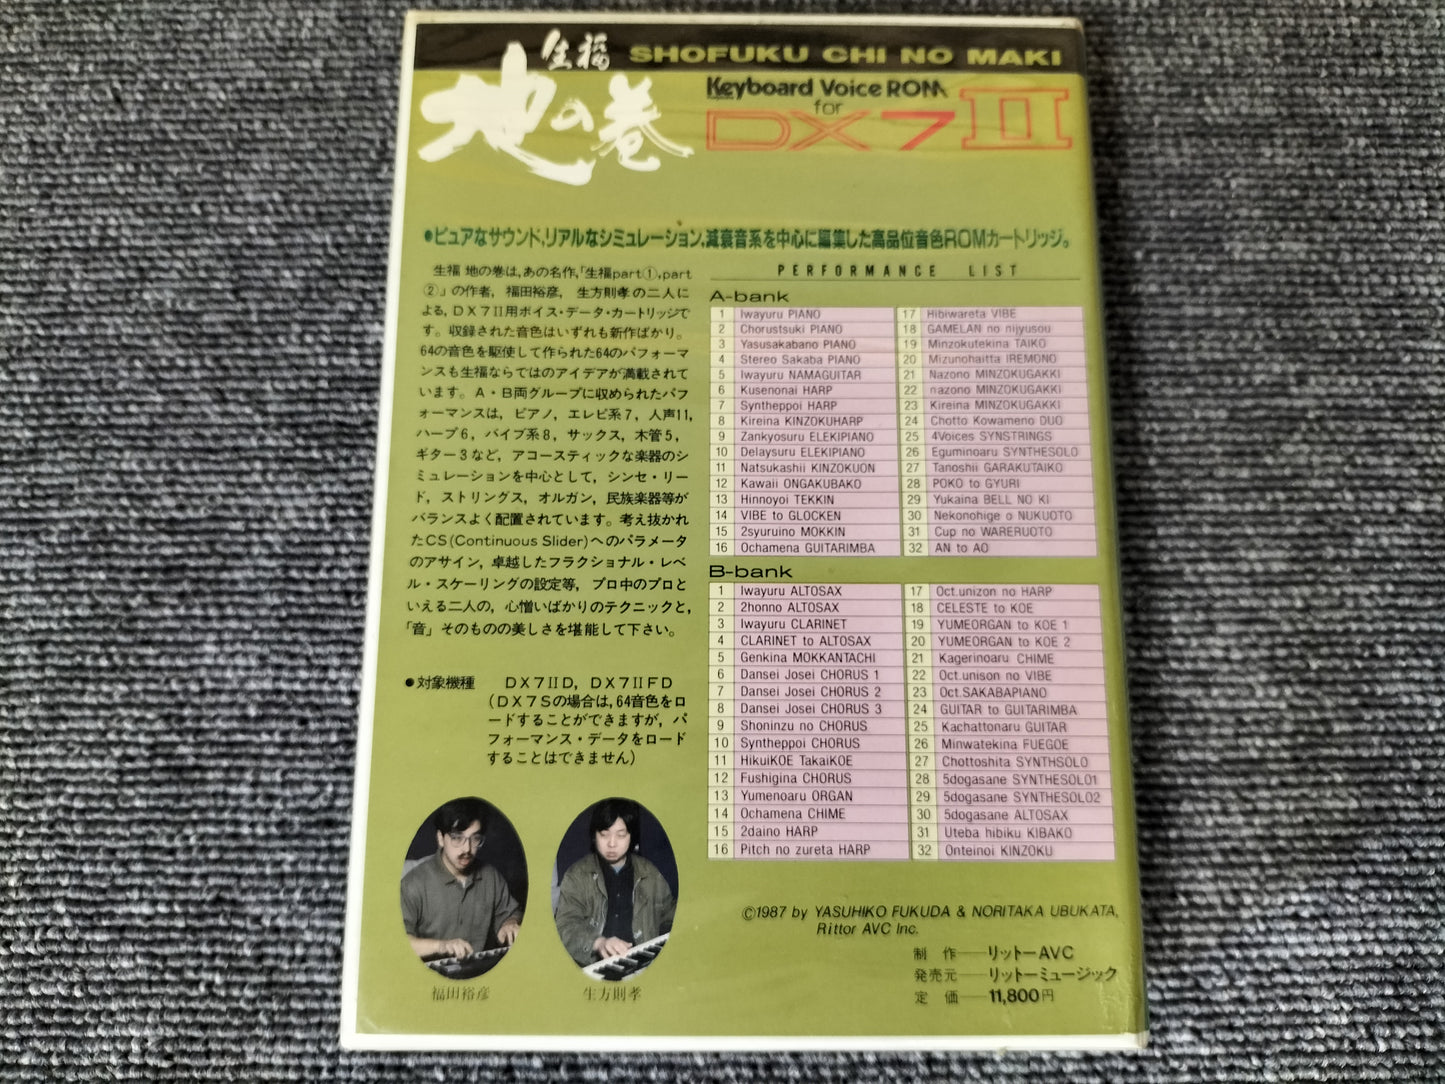 生福 SHOFUKU CHI NO MAKI
地の巻
Keyboard Voice ROM
for
DX7II
●ピュアなサウンド,リアルなシミュレーション,減衰音系を中心に編集した高品位音色ROMカートリッジ。
生福 地の巻は,あの名作,「生福part①,part
②」の作者, 福田裕彦, 生方則孝の二人に
よる, DX7II用ボイス・データ・カートリッジで
す。収録された音色はいずれも新作ばかり。
64の音色を駆使して作られた64のパフォーマ
ンスも生福ならではのアイデアが満載されて
います。A・B両グループに収められたパフ
ォーマンスは, ピアノ, エレピ系7, 人声11,
ハープ6, バイブ系8, サックス, 木管5,
ギター3など, アコースティックな楽器のシ
ミュレーションを中心として, シンセ・リー
ド, ストリングス, オルガン, 民族楽器等が
バランスよく配置されています。考え抜かれ
たCS(Continuous Slider)へのパラメータ
のアサイン, 卓越したフラクショナル・レベ
ル・スケーリングの設定等, プロ中のプロと
いえる二人の, 心憎いばかりのテクニックと,
「音」そのものの美しさを堪能して下さい。
●対象機種 DX7IID, DX7IIFD
(DX7Sの場合は, 64音色をロ
ードすることができますが, パ
フォーマンス・データをロード
することはできません)
福田裕彦
生方則孝
PERFORMANCE LIST
A-bank
1 Iwayuru PIANO
2 Chorustsuki PIANO
3 Yasusakabano PIANO
4 Stereo Sakaba PIANO
5 Iwayuru NAMAGUITAR
6 Kusenonai HARP
7 Syntheppoi HARP
8 Kireina KINZOKUHARP
9 Zankyosuru ELEKIPIANO
10 Delaysuru ELEKIPIANO
11 Natsukashii KINZOKUON
12 Kawaii ONGAKUBAKO
13 Hinnoyoi TEKKIN
14 VIBE to GLOCKEN
15 2syuruino MOKKIN
16 Ochamena GUITARIMBA
17 Hibiwareta VIBE
18 GAMELAN no nijyusou
19 Minzokutekina TAIKO
20 Mizunohaitta IREMONO
21 Nazono MINZOKUGAKKI
22 nazono MINZOKUGAKKI
23 Kireina MINZOKUGAKKI
24 Chotto Kowameno DUO
25 4Voices SYNSTRINGS
26 Eguminoaru SYNTHESOLO
27 Tanoshii GARAKUTAIKO
28 POKO to GYURI
29 Yukaina BELL NO KI
30 Nekonohige o NUKUOTO
31 Cup no WARERUOTO
32 AN to AO
B-bank
1 Iwayuru ALTOSAX
2 2honno ALTOSAX
3 Iwayuru CLARINET
4 CLARINET to ALTOSAX
5 Genkina MOKKANTACHI
6 Dansei Josei CHORUS 1
7 Dansei Josei CHORUS 2
8 Dansei Josei CHORUS 3
9 Shoninzu no CHORUS
10 Syntheppoi CHORUS
11 HikuiKOE TakaiKOE
12 Fushigina CHORUS
13 Yumenoaru ORGAN
14 Ochamena CHIME
15 2daino HARP
16 Pitch no zureta HARP
17 Oct.unizon no HARP
18 CELESTE to KOE
19 YUMEORGAN to KOE 1
20 YUMEORGAN to KOE 2
21 Kagerinoaru CHIME
22 Oct.unison no VIBE
23 Oct.SAKABAPIANO
24 GUITAR to GUITARIMBA
25 Kachattonaru GUITAR
26 Minwatekina FUEGOE
27 Chottoshita SYNTHSOLO
28 5dogasane SYNTHESOLO1
29 5dogasane SYNTHESOLO2
30 5dogasane ALTOSAX
31 Uteba hibiku KIBAKO
32 Onteinoi KINZOKU
©1987 by YASUHIKO FUKUDA & NORITAKA UBUKATA,
Rittor AVC Inc.
制 作──リットーAVC
発売元──リットーミュージック
定 価──11,800円